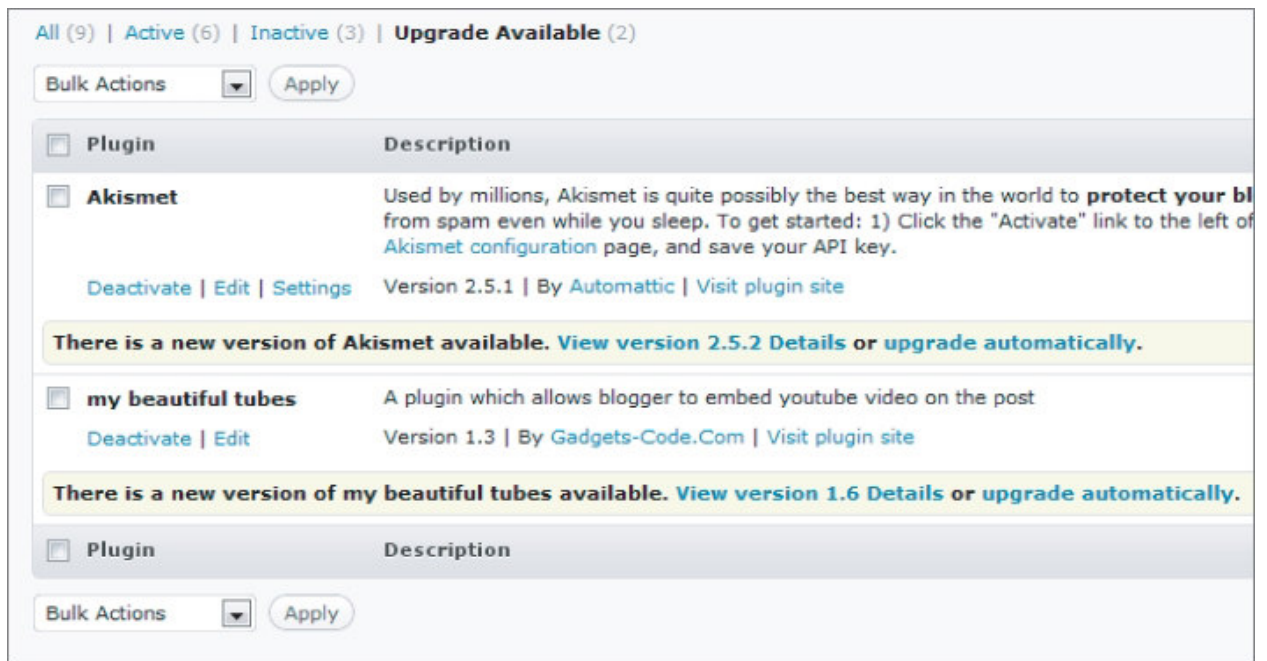 All (9) | Active (6) | Inactive (3) | Upgrade Available (2)
Bulk Actions Apply
Plugin Description
Akismet Used by millions, Akismet is quite possibly the best way in the world to protect your bl
from spam even while you sleep. To get started: 1) Click the "Activate" link to the left of
Akismet configuration page, and save your API key.
Deactivate | Edit | Settings Version 2.5.1 | By Automattic | Visit plugin site
There is a new version of Akismet available. View version 2.5.2 Details or upgrade automatically.
my beautiful tubes A plugin which allows blogger to embed youtube video on the post
Deactivate | Edit Version 1.3 | By Gadgets-Code.Com | Visit plugin site
There is a new version of my beautiful tubes available. View version 1.6 Details or upgrade automatically.
Plugin Description
Bulk Actions Apply